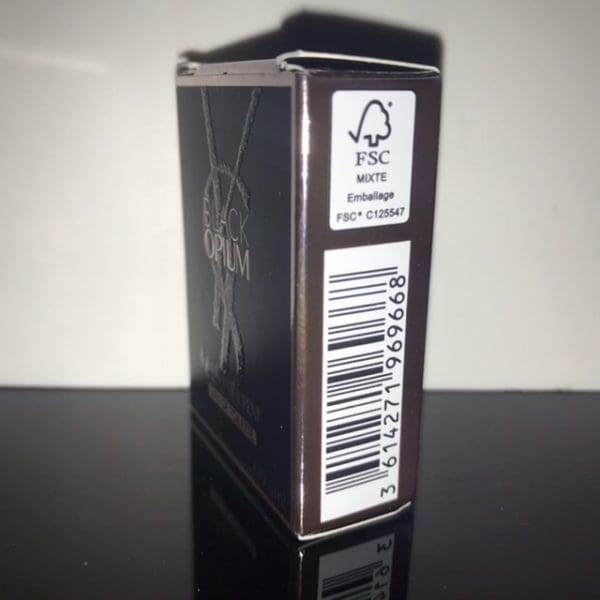 BLACK
OPIUM
FSC
MIXTE
Emballage
FSC® C125547
3 614271 969668